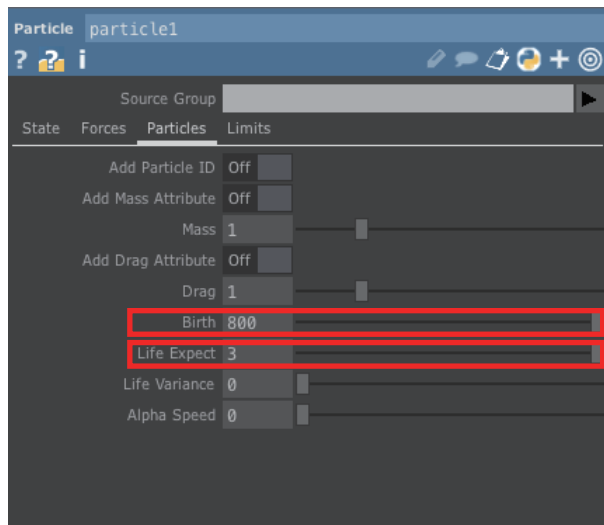 Particle particle1
? ? i
Source Group
State Forces Particles Limits
Add Particle ID Off
Add Mass Attribute Off
Mass 1
Add Drag Attribute Off
Drag 1
Birth 800
Life Expect 3
Life Variance 0
Alpha Speed 0